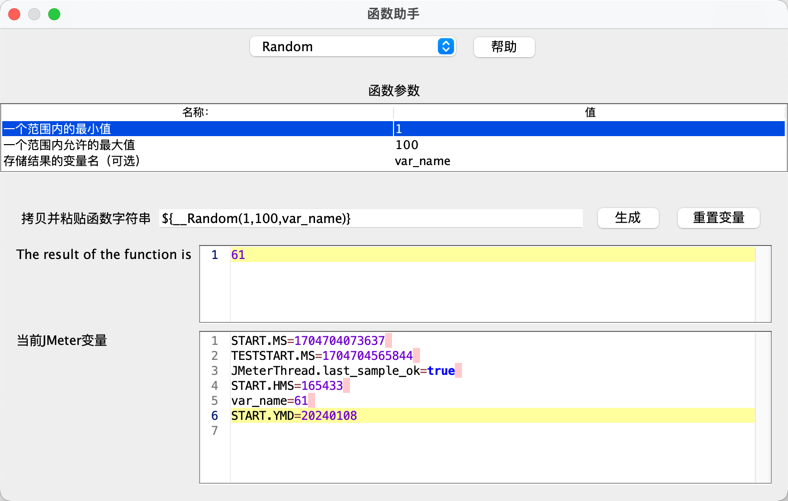 函数助手
Random 帮助
函数参数
名称： 值
一个范围内的最小值 1
一个范围内允许的最大值 100
存储结果的变量名（可选） var_name
拷贝并粘贴函数字符串 ${__Random(1,100,var_name)} 生成 重置变量
The result of the function is 1 61
当前JMeter变量 1 START.MS=1704704073637
2 TESTSTART.MS=1704704565844
3 JMeterThread.last_sample_ok=true
4 START.HMS=165433
5 var_name=61
6 START.YMD=20240108
7